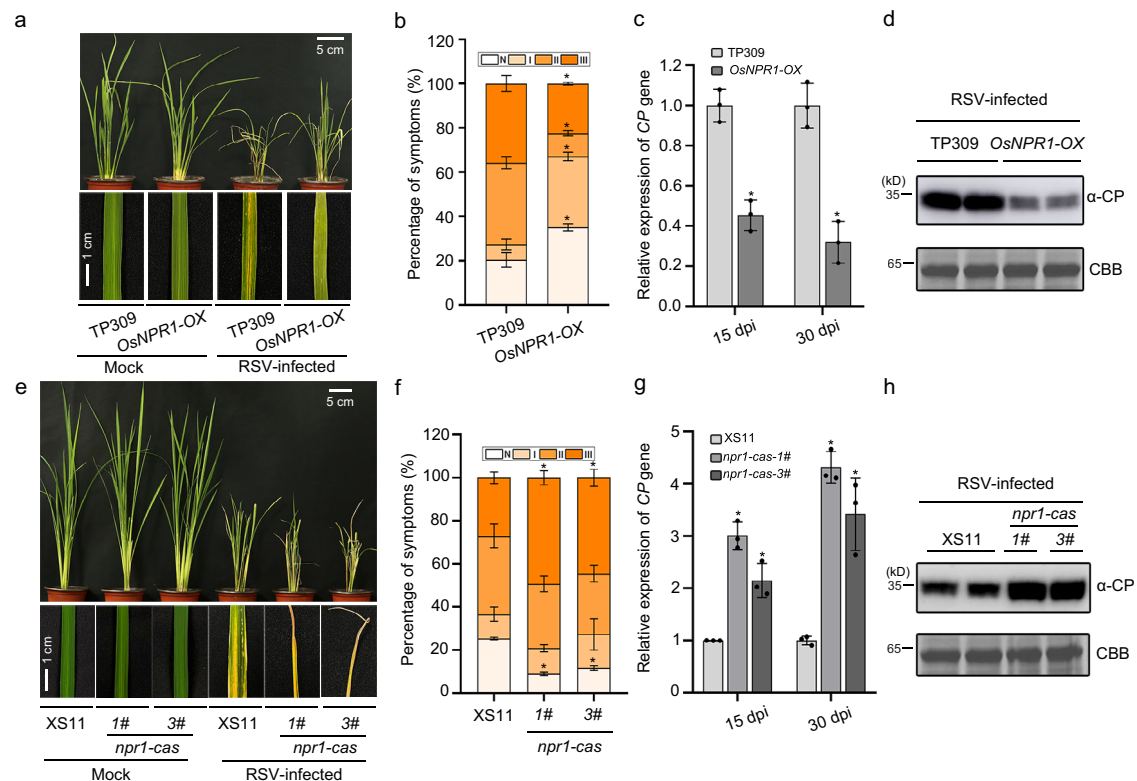 a
5 cm
1 cm
TP309
OsNPR1-OX
TP309
OsNPR1-OX
Mock
RSV-infected
b
Percentage of symptoms (%)
120
100
80
60
40
20
0
N I II III
*
*
*
*
TP309
OsNPR1-OX
c
TP309
OsNPR1-OX
Relative expression of CP gene
1.2
1.0
0.8
0.6
0.4
0.2
0.0
*
*
15 dpi
30 dpi
d
RSV-infected
TP309 OsNPR1-OX
(kD)
35
α-CP
65
CBB
e
5 cm
1 cm
XS11
1#
3#
XS11
1#
3#
npr1-cas
npr1-cas
Mock
RSV-infected
f
Percentage of symptoms (%)
120
100
80
60
40
20
0
N I II III
* *
* *
XS11
1#
3#
npr1-cas
g
XS11
npr1-cas-1#
npr1-cas-3#
Relative expression of CP gene
5
4
3
2
1
0
*
*
*
*
15 dpi
30 dpi
h
RSV-infected
npr1-cas
XS11 1# 3#
(kD)
35
α-CP
65
CBB